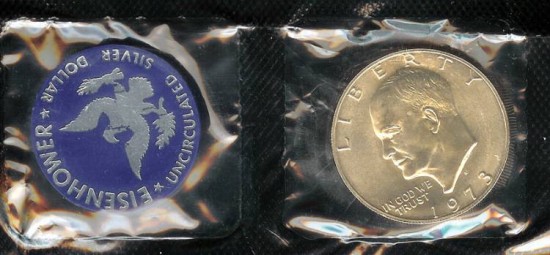 ★ EISENHOWER ★
UNCIRCULATED SILVER DOLLAR
LIBERTY
IN GOD WE
TRUST
1973